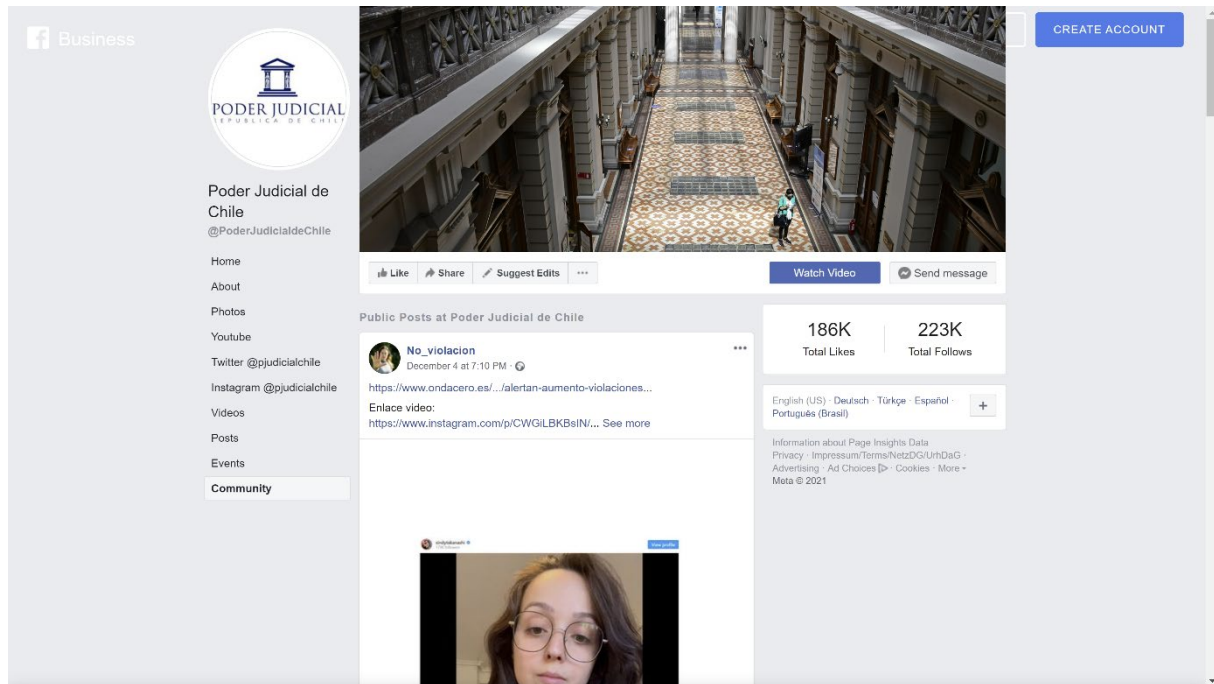 Business
CREATE ACCOUNT
PODER JUDICIAL
REPUBLICA DE CHILE
Poder Judicial de
Chile
@PoderJudicialdeChile
Home
About
Photos
Youtube
Twitter @pjudicialchile
Instagram @pjudicialchile
Videos
Posts
Events
Community
Like Share Suggest Edits
Watch Video Send message
Public Posts at Poder Judicial de Chile
No_violacion
December 4 at 7:10 PM ·
https://www.ondacero.es/.../alertan-aumento-violaciones...
Enlace video:
https://www.instagram.com/p/CWGiLBKBsIN/... See more
View profile
186K 223K
Total Likes Total Follows
English (US) · Deutsch · Türkçe · Español ·
Português (Brasil)
Information about Page Insights Data
Privacy · Impressum/Terms/NetzDG/UrhDaG ·
Advertising · Ad Choices · Cookies · More
Meta © 2021